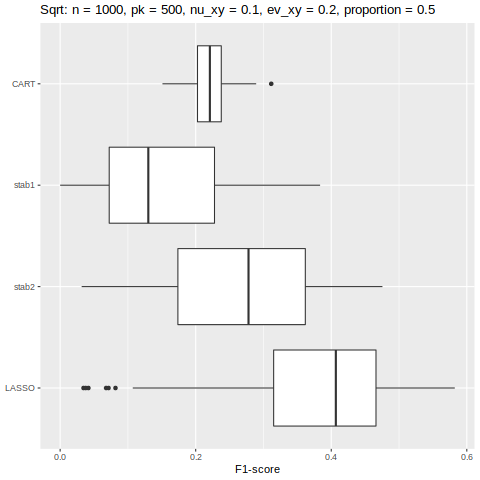 Sqrt: n = 1000, pk = 500, nu_xy = 0.1, ev_xy = 0.2, proportion = 0.5
CART
stab1
stab2
LASSO
0.0 0.2 0.4 0.6
F1-score